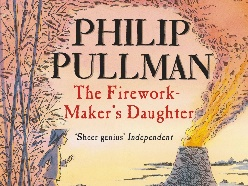 PHILIP
PULLMAN
The Firework-
Maker's Daughter
'Sheer genius' Independent